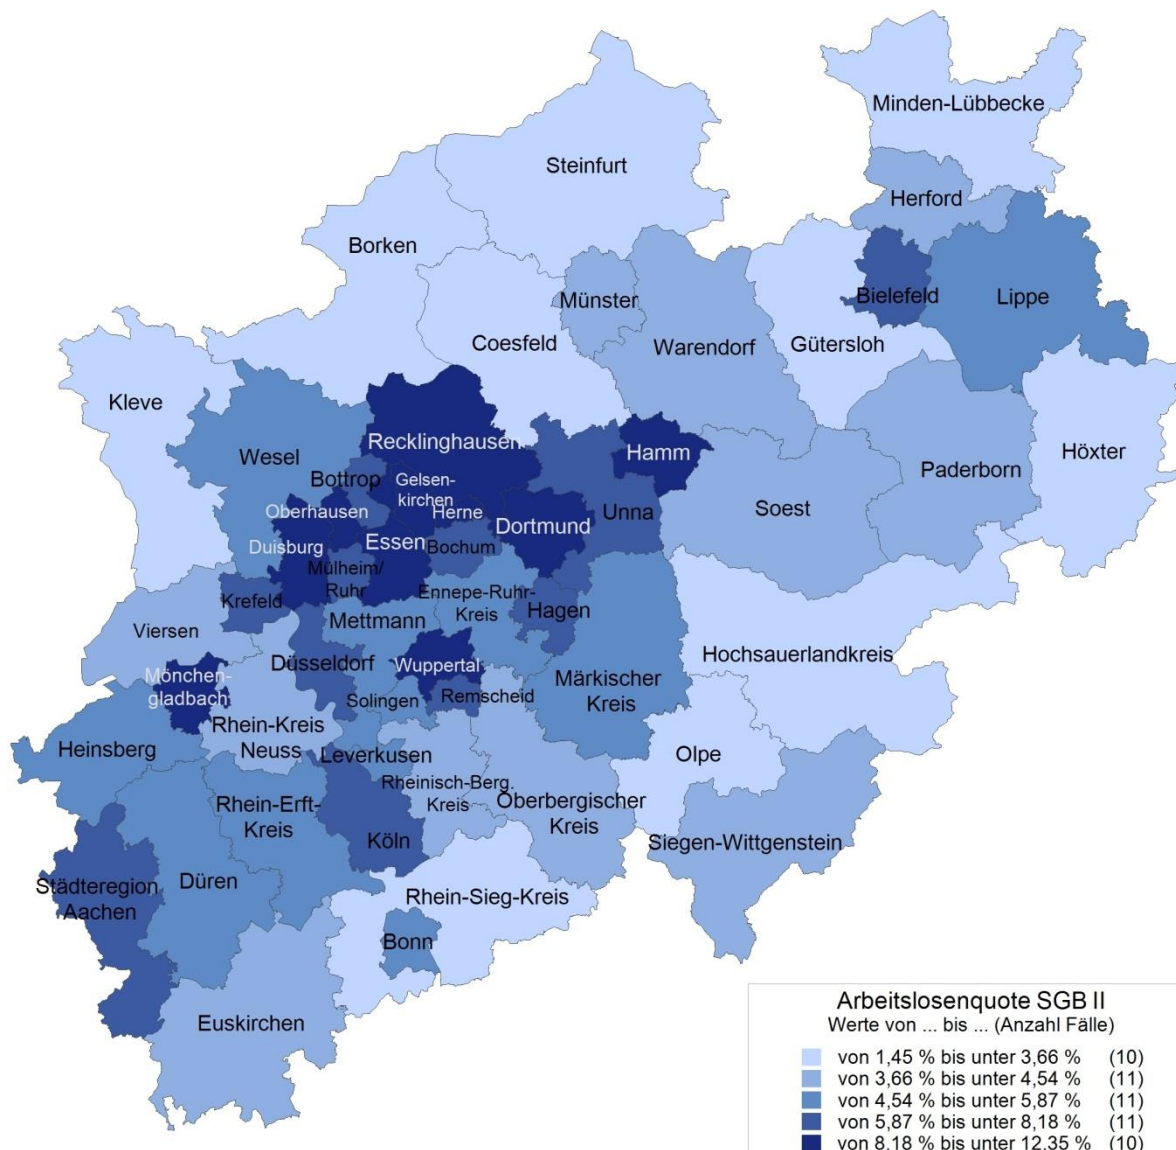 Minden-Lübbecke
Steinfurt
Herford
Borken
Bielefeld
Lippe
Münster
Coesfeld
Warendorf
Gütersloh
Kleve
Recklinghausen
Hamm
Höxter
Wesel
Paderborn
Bottrop
Gelsen-
kirchen
Soest
Oberhausen
Herne
Dortmund
Unna
Duisburg
Essen
Bochum
Mülheim/
Ruhr
Krefeld
Ennepe-Ruhr-
Kreis
Hagen
Mettmann
Viersen
Hochsauerlandkreis
Düsseldorf
Wuppertal
Mönchen-
gladbach
Märkischer
Kreis
Solingen
Remscheid
Rhein-Kreis
Neuss
Heinsberg
Leverkusen
Olpe
Rheinisch-Berg.
Kreis
Rhein-Erft-
Kreis
Oberbergischer
Kreis
Köln
Siegen-Wittgenstein
Düren
Städteregion
Aachen
Rhein-Sieg-Kreis
Bonn
Euskirchen
Arbeitslosenquote SGB II
Werte von ... bis ... (Anzahl Fälle)
von 1,45 % bis unter 3,66 % (10)
von 3,66 % bis unter 4,54 % (11)
von 4,54 % bis unter 5,87 % (11)
von 5,87 % bis unter 8,18 % (11)
von 8,18 % bis unter 12,35 % (10)